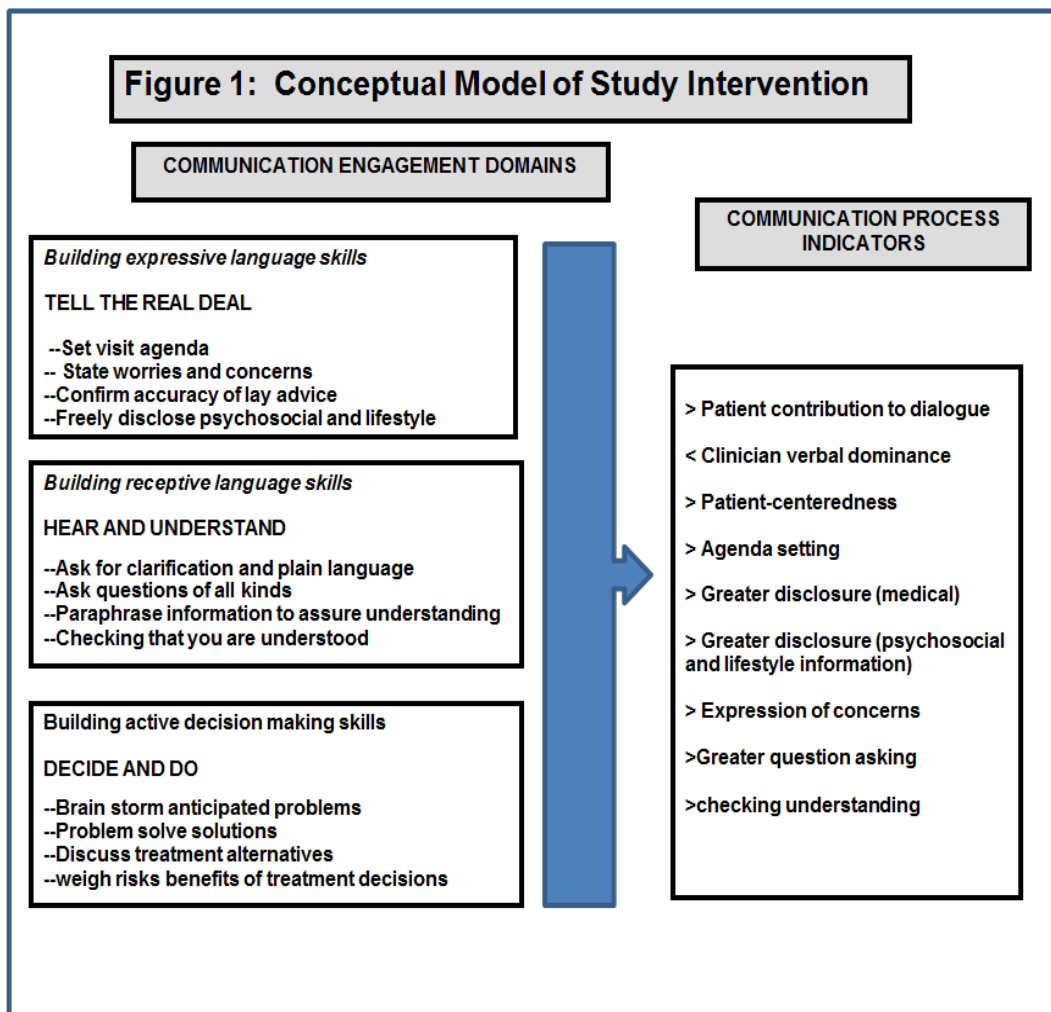 Figure 1: Conceptual Model of Study Intervention
COMMUNICATION ENGAGEMENT DOMAINS
Building expressive language skills
TELL THE REAL DEAL
--Set visit agenda
-- State worries and concerns
--Confirm accuracy of lay advice
--Freely disclose psychosocial and lifestyle
Building receptive language skills
HEAR AND UNDERSTAND
--Ask for clarification and plain language
--Ask questions of all kinds
--Paraphrase information to assure understanding
--Checking that you are understood
Building active decision making skills
DECIDE AND DO
--Brain storm anticipated problems
--Problem solve solutions
--Discuss treatment alternatives
--weigh risks benefits of treatment decisions
COMMUNICATION PROCESS
INDICATORS
> Patient contribution to dialogue
< Clinician verbal dominance
> Patient-centeredness
> Agenda setting
> Greater disclosure (medical)
> Greater disclosure (psychosocial
and lifestyle information)
> Expression of concerns
>Greater question asking
>checking understanding